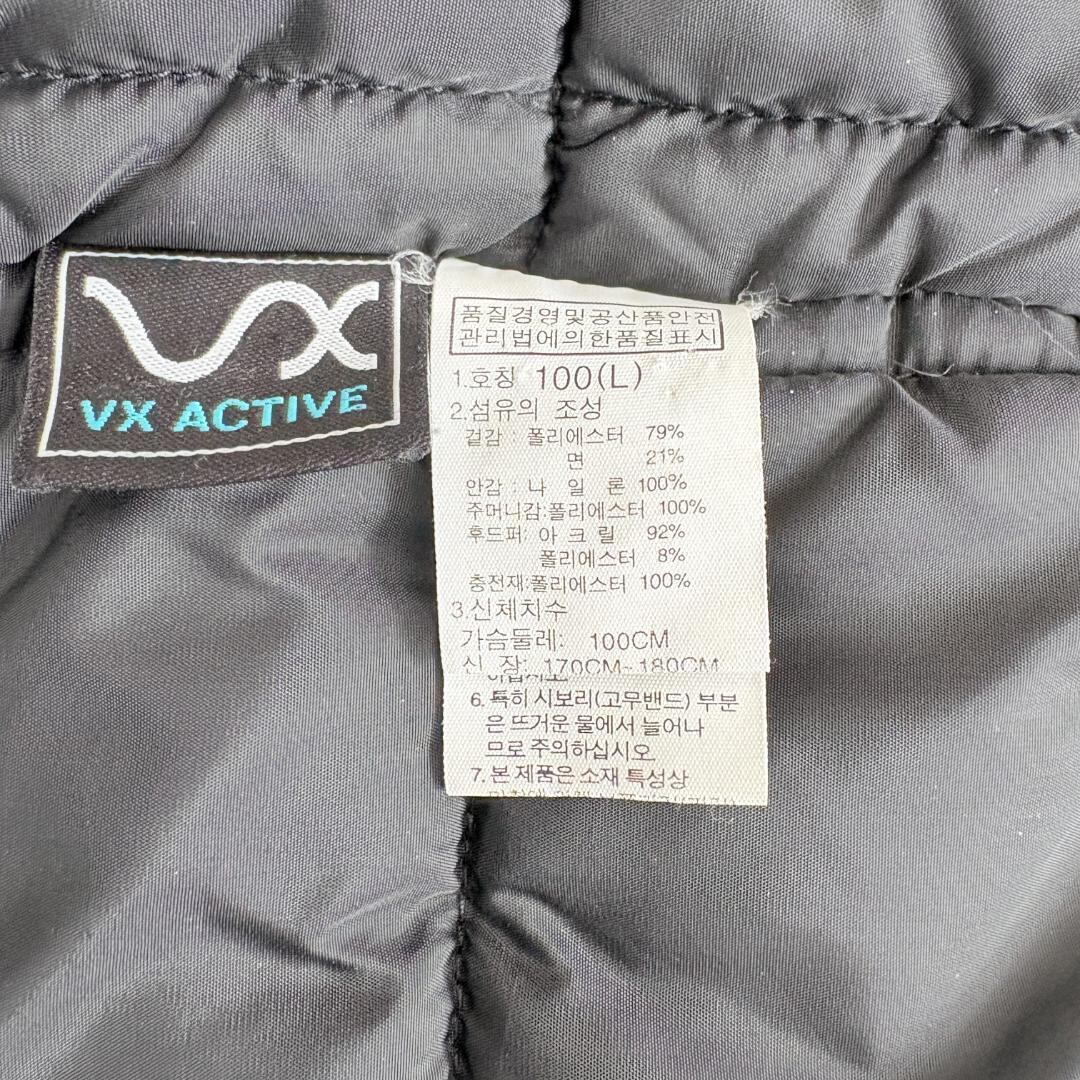 VX
VX ACTIVE
품질경영및공산품안전
관리법에의한품질표시
1.호칭 100(L)
2.섬유의 조성
겉감 : 폴리에스터 79%
면 21%
안감 : 나 일 론 100%
주머니감:폴리에스터 100%
후드퍼: 아 크 릴 92%
폴리에스터 8%
충전재:폴리에스터 100%
3.신체치수
가슴둘레: 100CM
신 장: 170CM~180CM
6. 특히 시보리(고무밴드) 부분
은 뜨거운 물에서 늘어나
므로 주의하십시오.
7. 본 제품은 소재 특성상